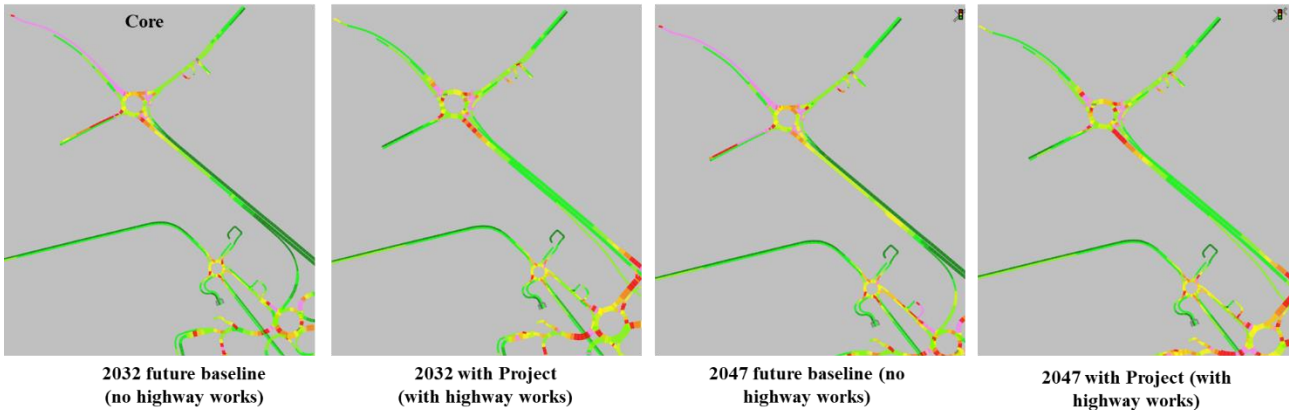 Core
2032 future baseline
(no highway works)
2032 with Project
(with highway works)
2047 future baseline (no
highway works)
2047 with Project (with
highway works)